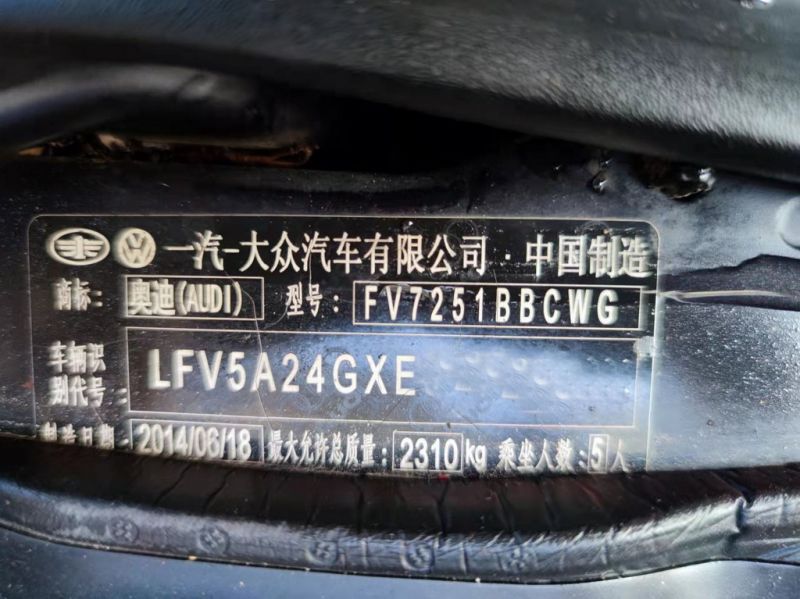 一汽-大众汽车有限公司·中国制造
商标: 奥迪(AUDI) 型号: FV7251BBCWG
车辆识
别代号: LFV5A24GXE
制造日期: 2014/06/18 最大允许总质量: 2310 kg 乘坐人数: 5 人